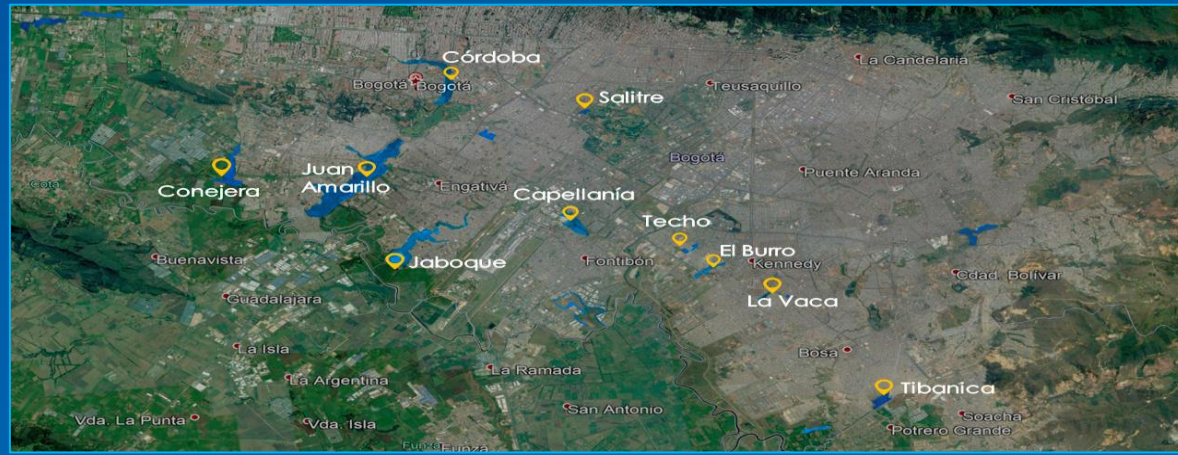 Córdoba
La Candelaria
Bogotá
Bogotá
Teusaquillo
Salitre
San Cristóbal
Bogotá
Juan
Amarillo
Conejera
Cota
Engativá
Puente Aranda
Capellanía
Techo
El Burro
Buenavista
Jaboque
Fontibón
Kennedy
Cdad. Bolívar
Guadalajara
La Vaca
La Isla
Bosa
La Argentina
La Ramada
Tibanica
San Antonio
Soacha
Vda. La Punta
Vda. Isla
Potrero Grande
Funza
Funza